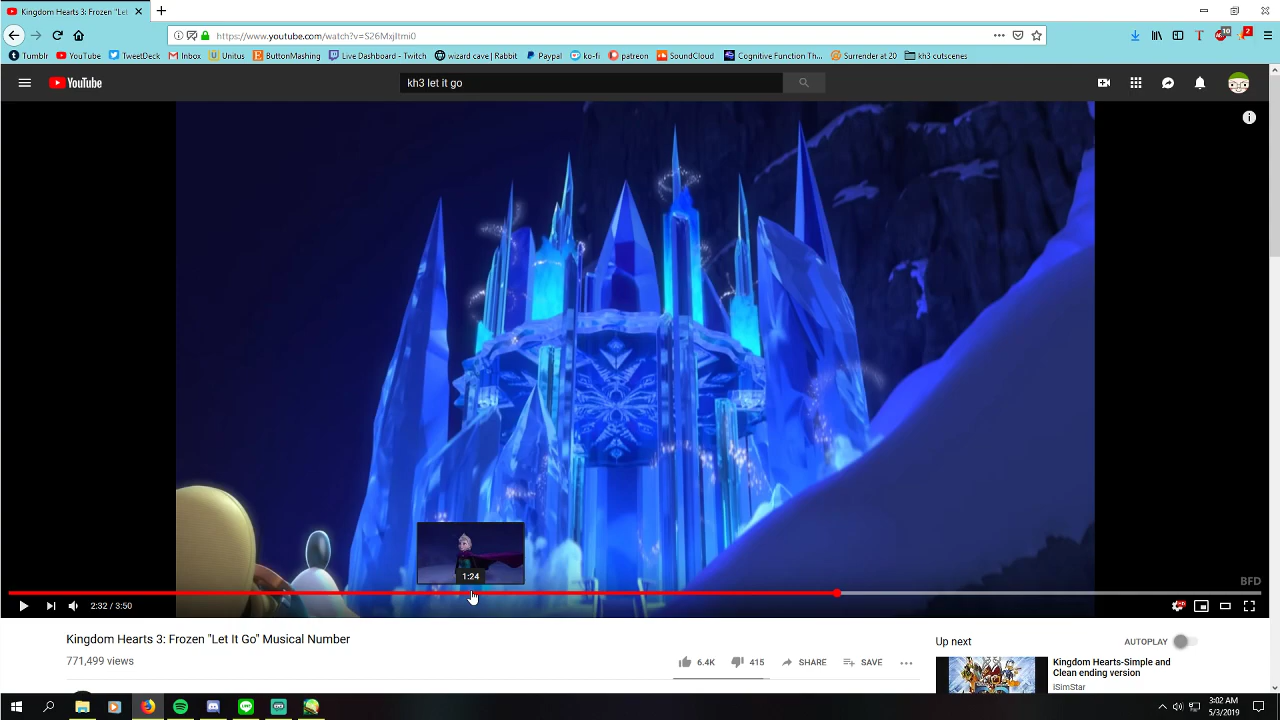 Kingdom Hearts 3: Frozen "Let
https://www.youtube.com/watch?v=S26MxjItmi0
10
2
Tumblr YouTube TweetDeck Inbox Unitus ButtonMashing Live Dashboard - Twitch wizard cave | Rabbit Paypal ko-fi patreon SoundCloud Cognitive Function Th... Surrender at 20 kh3 cutscenes
YouTube
kh3 let it go
1:24
BFD
2:32 / 3:50
HD
Kingdom Hearts 3: Frozen "Let It Go" Musical Number
771,499 views
6.4K 415 SHARE SAVE
Up next AUTOPLAY
Kingdom Hearts-Simple and
Clean ending version
iSimStar
3:02 AM
5/3/2019